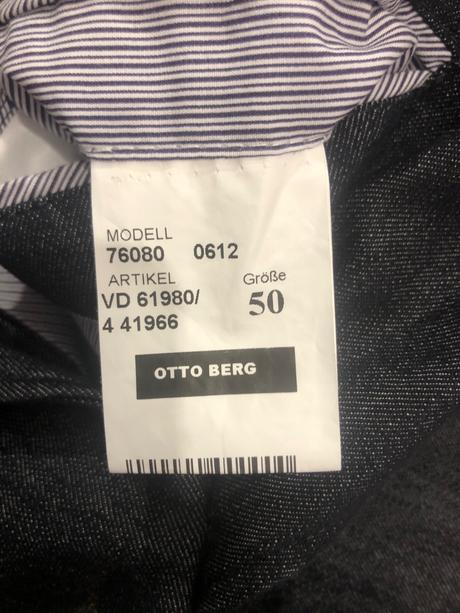 MODELL
76080 0612
ARTIKEL
Größe
VD 61980/
50
4 41966
OTTO BERG